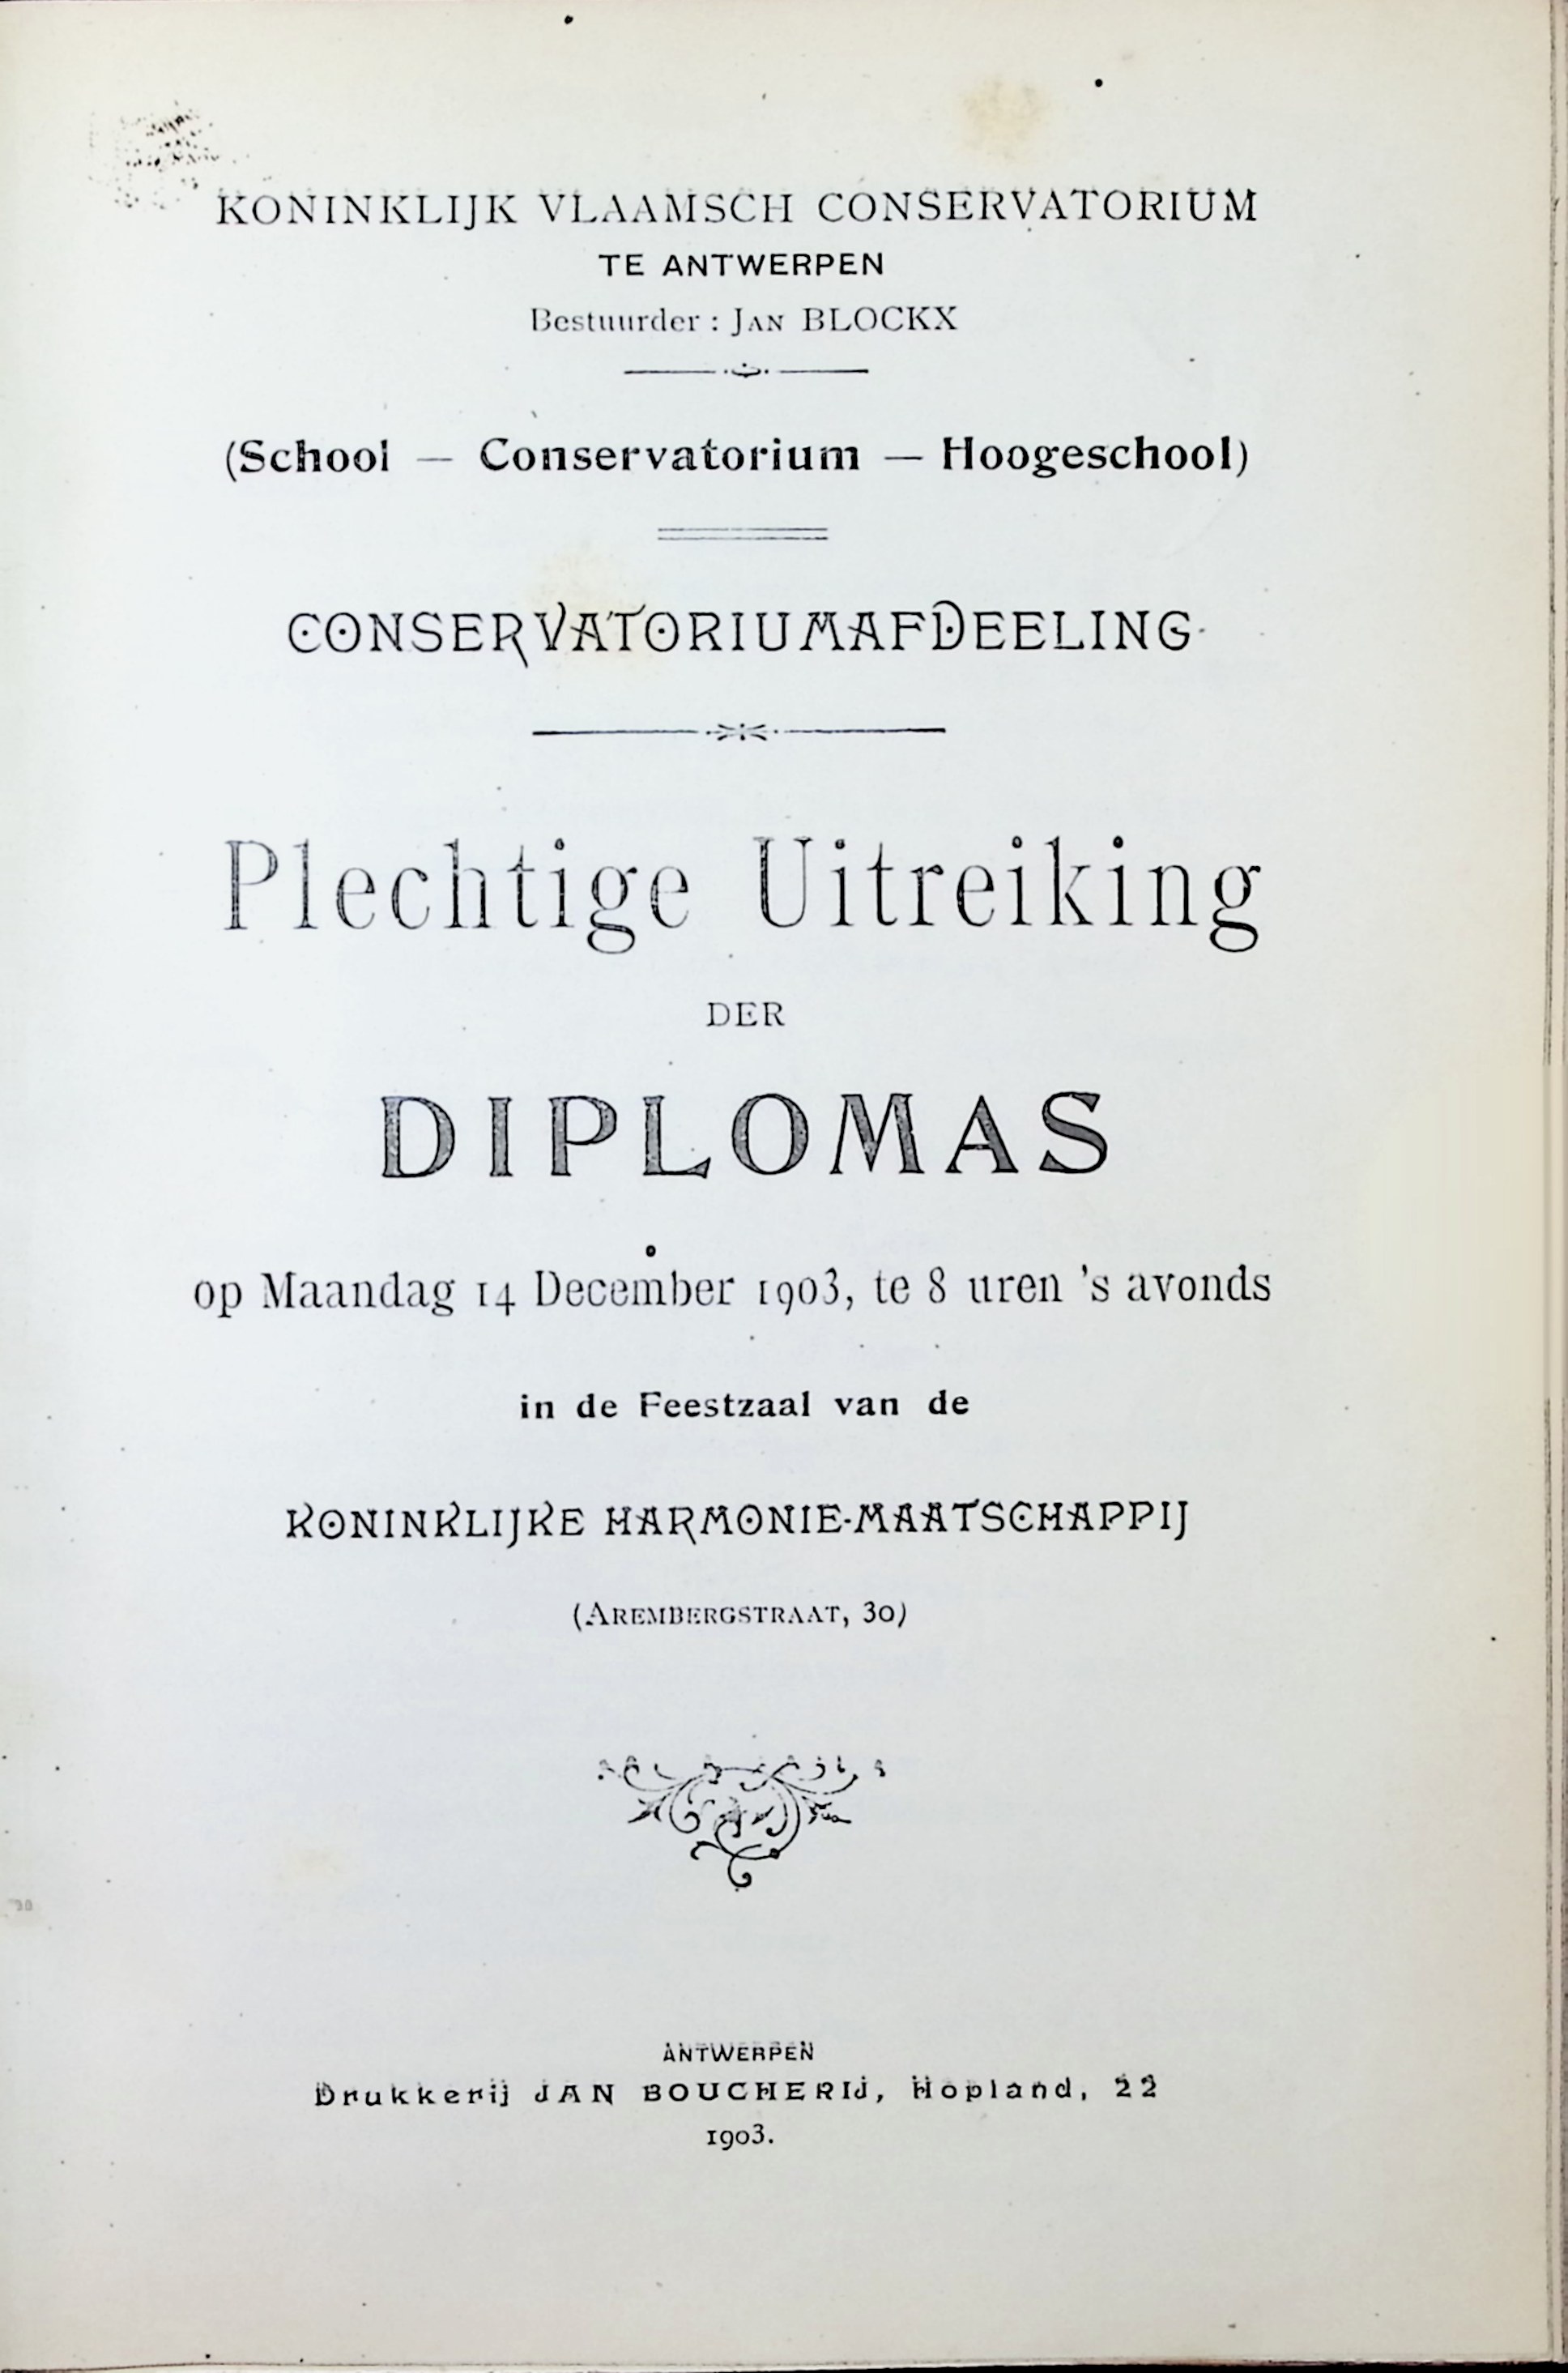 KONINKLIJK VLAAMSCH CONSERVATORIUM
TE ANTWERPEN
Bestuurder : JAN BLOCKX
(School — Conservatorium — Hoogeschool)
CONSERVATORIUMAFDEELING
Plechtige Uitreiking
DER
DIPLOMAS
op Maandag 14 December 1903, te 8 uren 's avonds
in de Feestzaal van de
KONINKLIJKE HARMONIE-MAATSCHAPPIJ
(AREMBERGSTRAAT, 30)
ANTWERPEN
Drukkerij JAN BOUCHERIJ, Hopland, 22
1903.